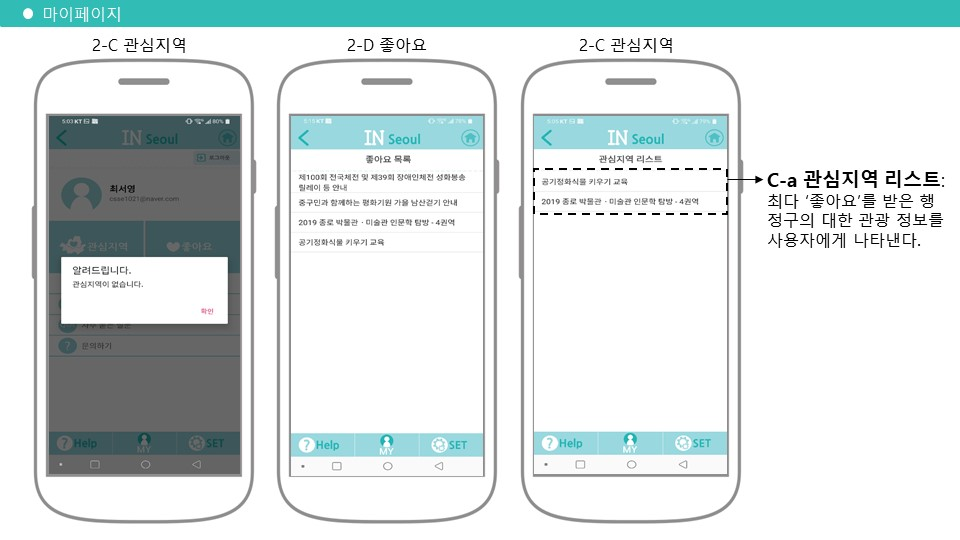 마이페이지
2-C 관심지역
2-D 좋아요
2-C 관심지역
5:03 KT
80%
IN Seoul
로그아웃
최서영
csse1021@naver.com
관심지역
좋아요
알려드립니다.
관심지역이 없습니다.
확인
자주 묻는 질문
문의하기
Help
MY
SET
5:15 KT
78%
IN Seoul
좋아요 목록
제100회 전국체전 및 제39회 장애인체전 성화봉송
릴레이 등 안내
중구민과 함께하는 평화기원 가을 남산걷기 안내
2019 종로 박물관ㆍ미술관 인문학 탐방 - 4권역
공기정화식물 키우기 교육
Help
MY
SET
KT
79%
IN Seoul
관심지역 리스트
공기정화식물 키우기 교육
2019 종로 박물관ㆍ미술관 인문학 탐방 - 4권역
Help
MY
SET
C-a 관심지역 리스트:
최다 ‘좋아요’를 받은 행
정구의 대한 관광 정보를
사용자에게 나타낸다.